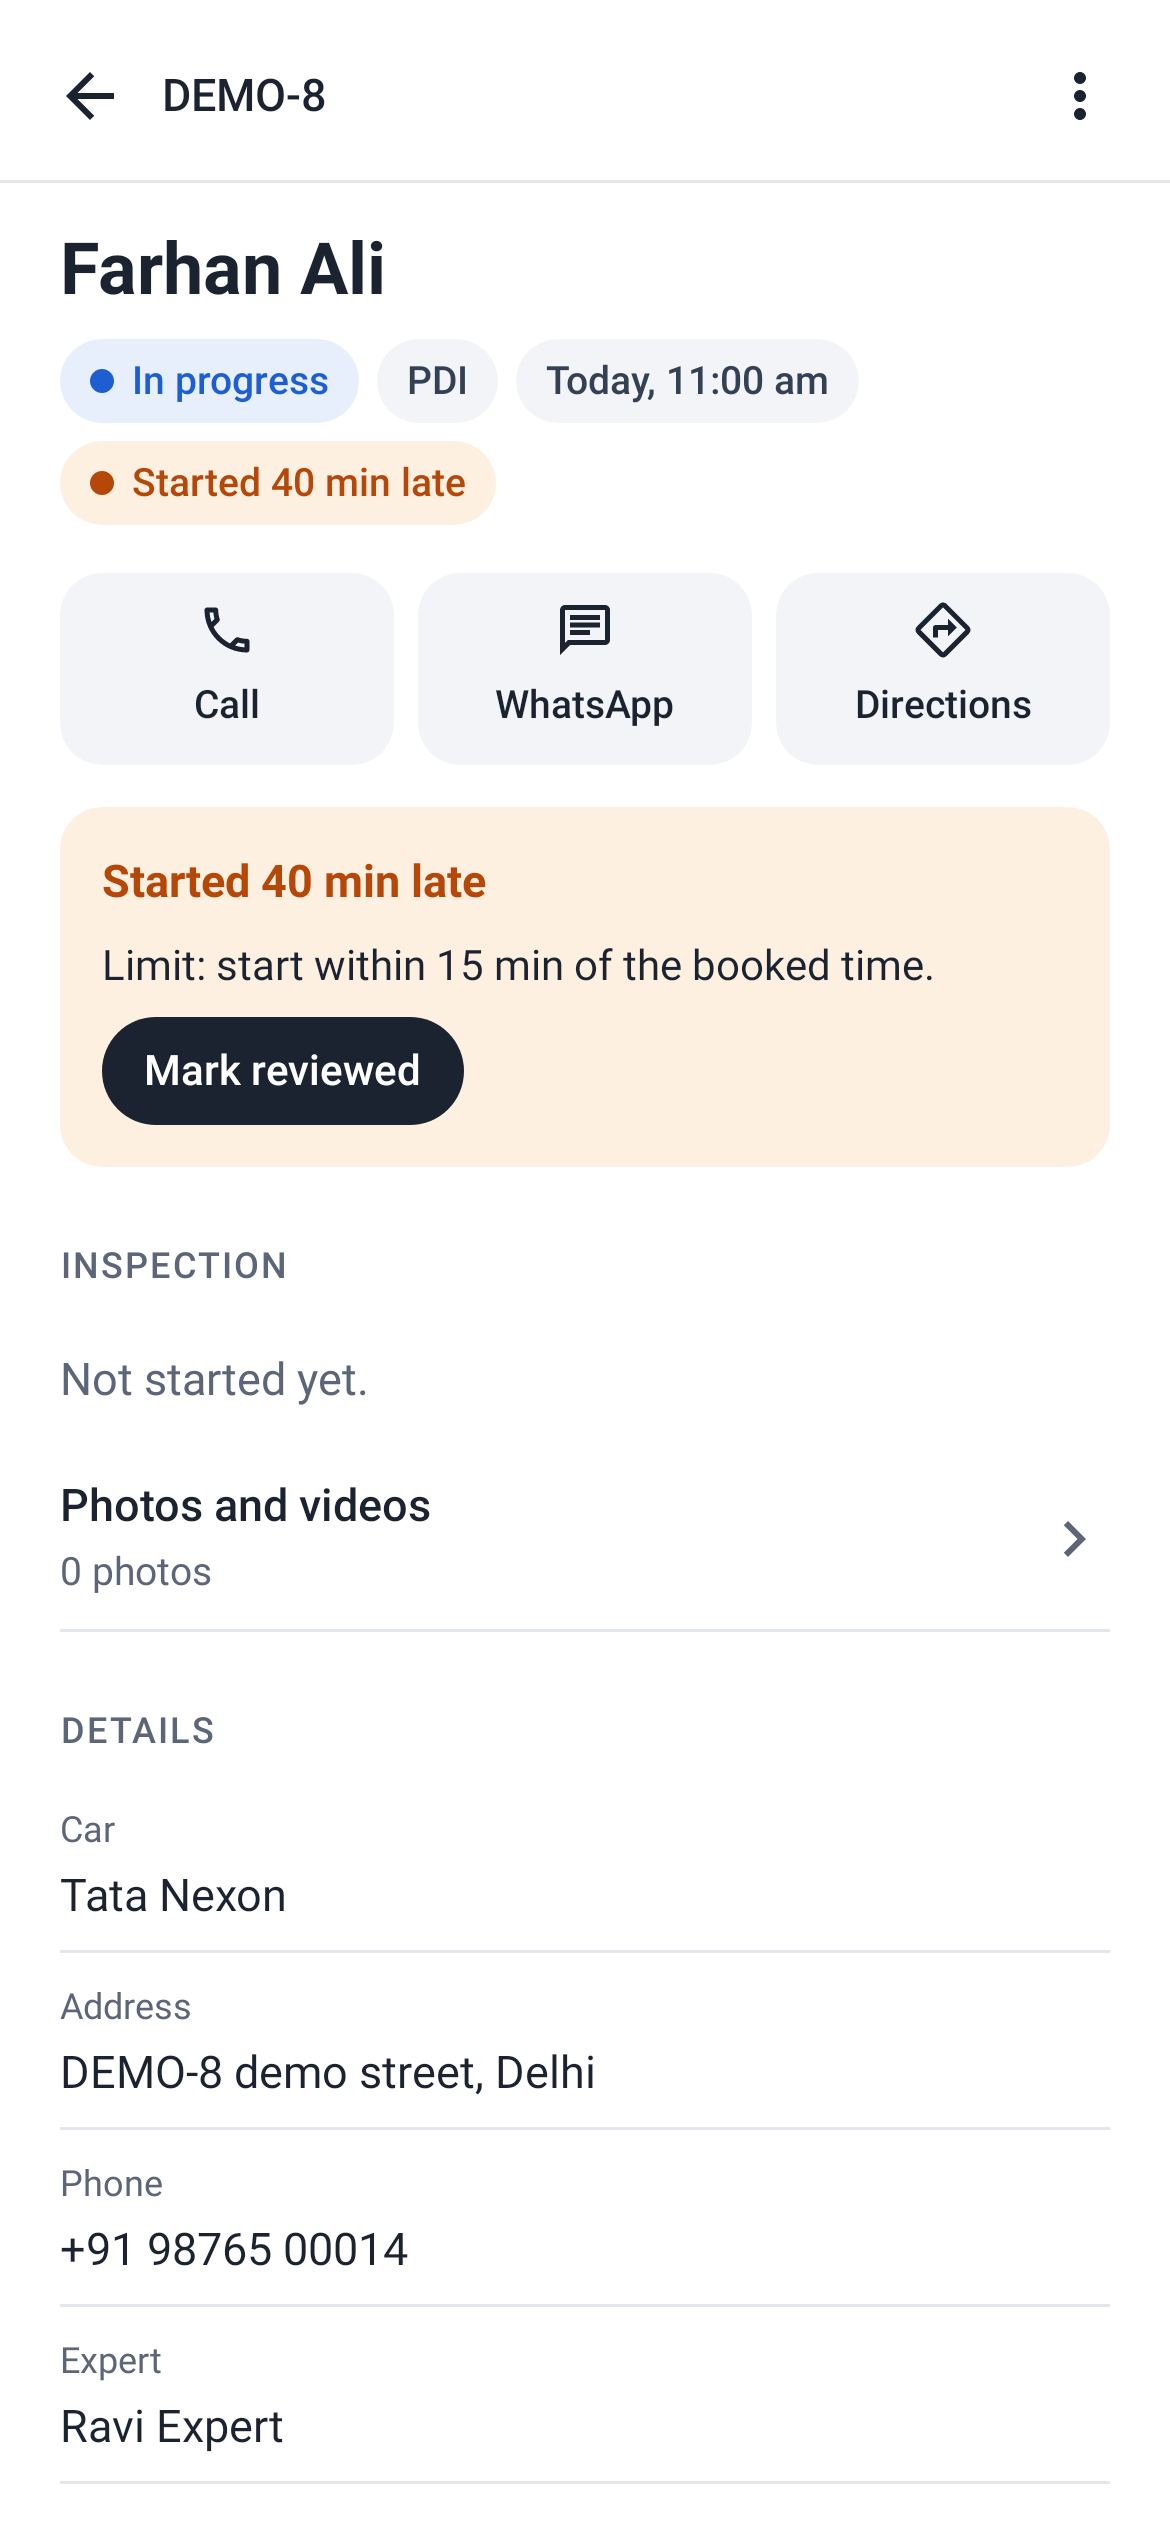 DEMO-8
Farhan Ali
In progress
PDI
Today, 11:00 am
Started 40 min late
Call
WhatsApp
Directions
Started 40 min late
Limit: start within 15 min of the booked time.
Mark reviewed
INSPECTION
Not started yet.
Photos and videos
0 photos
DETAILS
Car
Tata Nexon
Address
DEMO-8 demo street, Delhi
Phone
+91 98765 00014
Expert
Ravi Expert